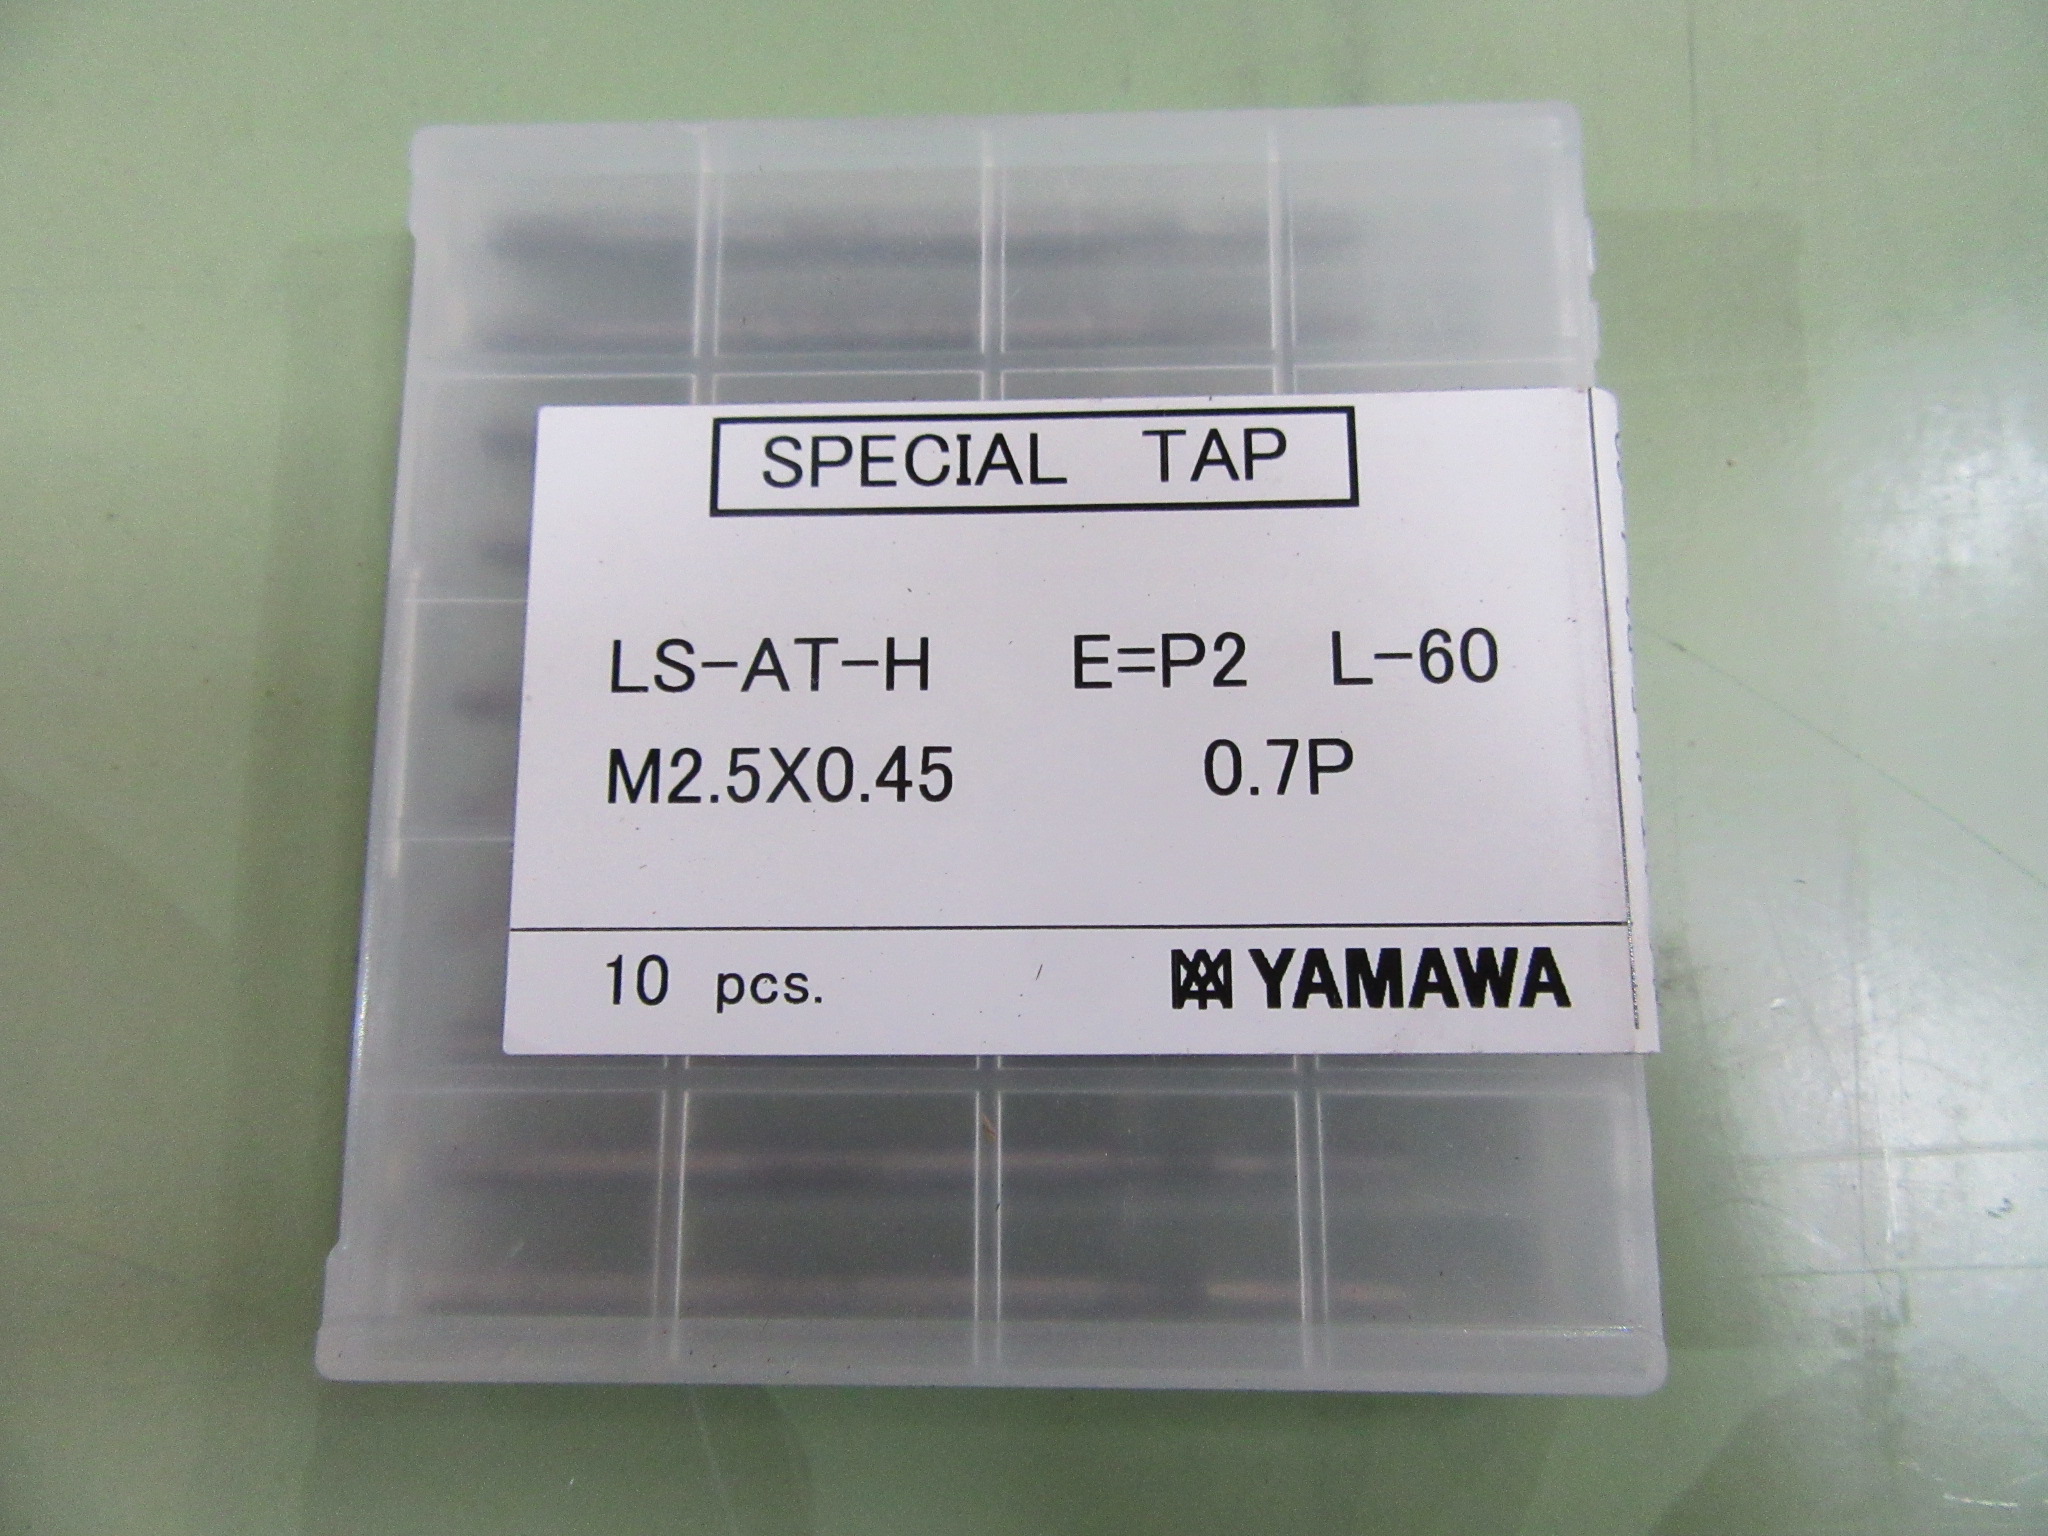 SPECIAL TAP
LS-AT-H E=P2 L-60
M2.5X0.45 0.7P
10 pcs. YAMAWA